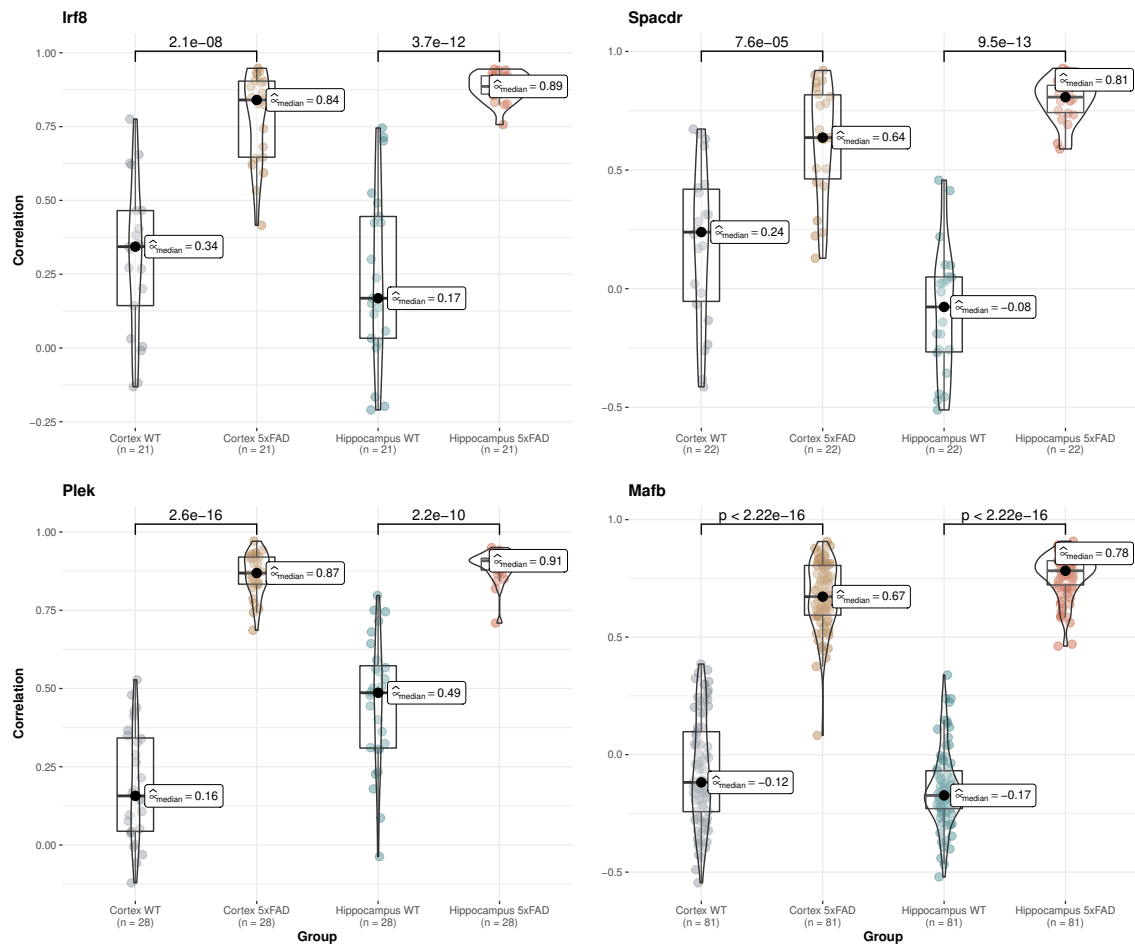 Irf8
2.1e−08
3.7e−12
1.00
0.75
0.50
0.25
0.00
−0.25
Correlation
μ̂median = 0.34
μ̂median = 0.84
μ̂median = 0.17
μ̂median = 0.89
Cortex WT
(n = 21)
Cortex 5xFAD
(n = 21)
Hippocampus WT
(n = 21)
Hippocampus 5xFAD
(n = 21)
Spacdr
7.6e−05
9.5e−13
1.0
0.5
0.0
−0.5
∝̂median = 0.24
∝̂median = 0.64
∝̂median = −0.08
∝̂median = 0.81
Cortex WT
(n = 22)
Cortex 5xFAD
(n = 22)
Hippocampus WT
(n = 22)
Hippocampus 5xFAD
(n = 22)
Plek
2.6e−16
2.2e−10
1.00
0.75
0.50
0.25
0.00
Correlation
∝̂median = 0.16
∝̂median = 0.87
∝̂median = 0.49
∝̂median = 0.91
Cortex WT
(n = 28)
Cortex 5xFAD
(n = 28)
Hippocampus WT
(n = 28)
Hippocampus 5xFAD
(n = 28)
Group
Mafb
p < 2.22e−16
p < 2.22e−16
1.0
0.5
0.0
−0.5
∝̂median = −0.12
∝̂median = 0.67
∝̂median = −0.17
∝̂median = 0.78
Cortex WT
(n = 81)
Cortex 5xFAD
(n = 81)
Hippocampus WT
(n = 81)
Hippocampus 5xFAD
(n = 81)
Group